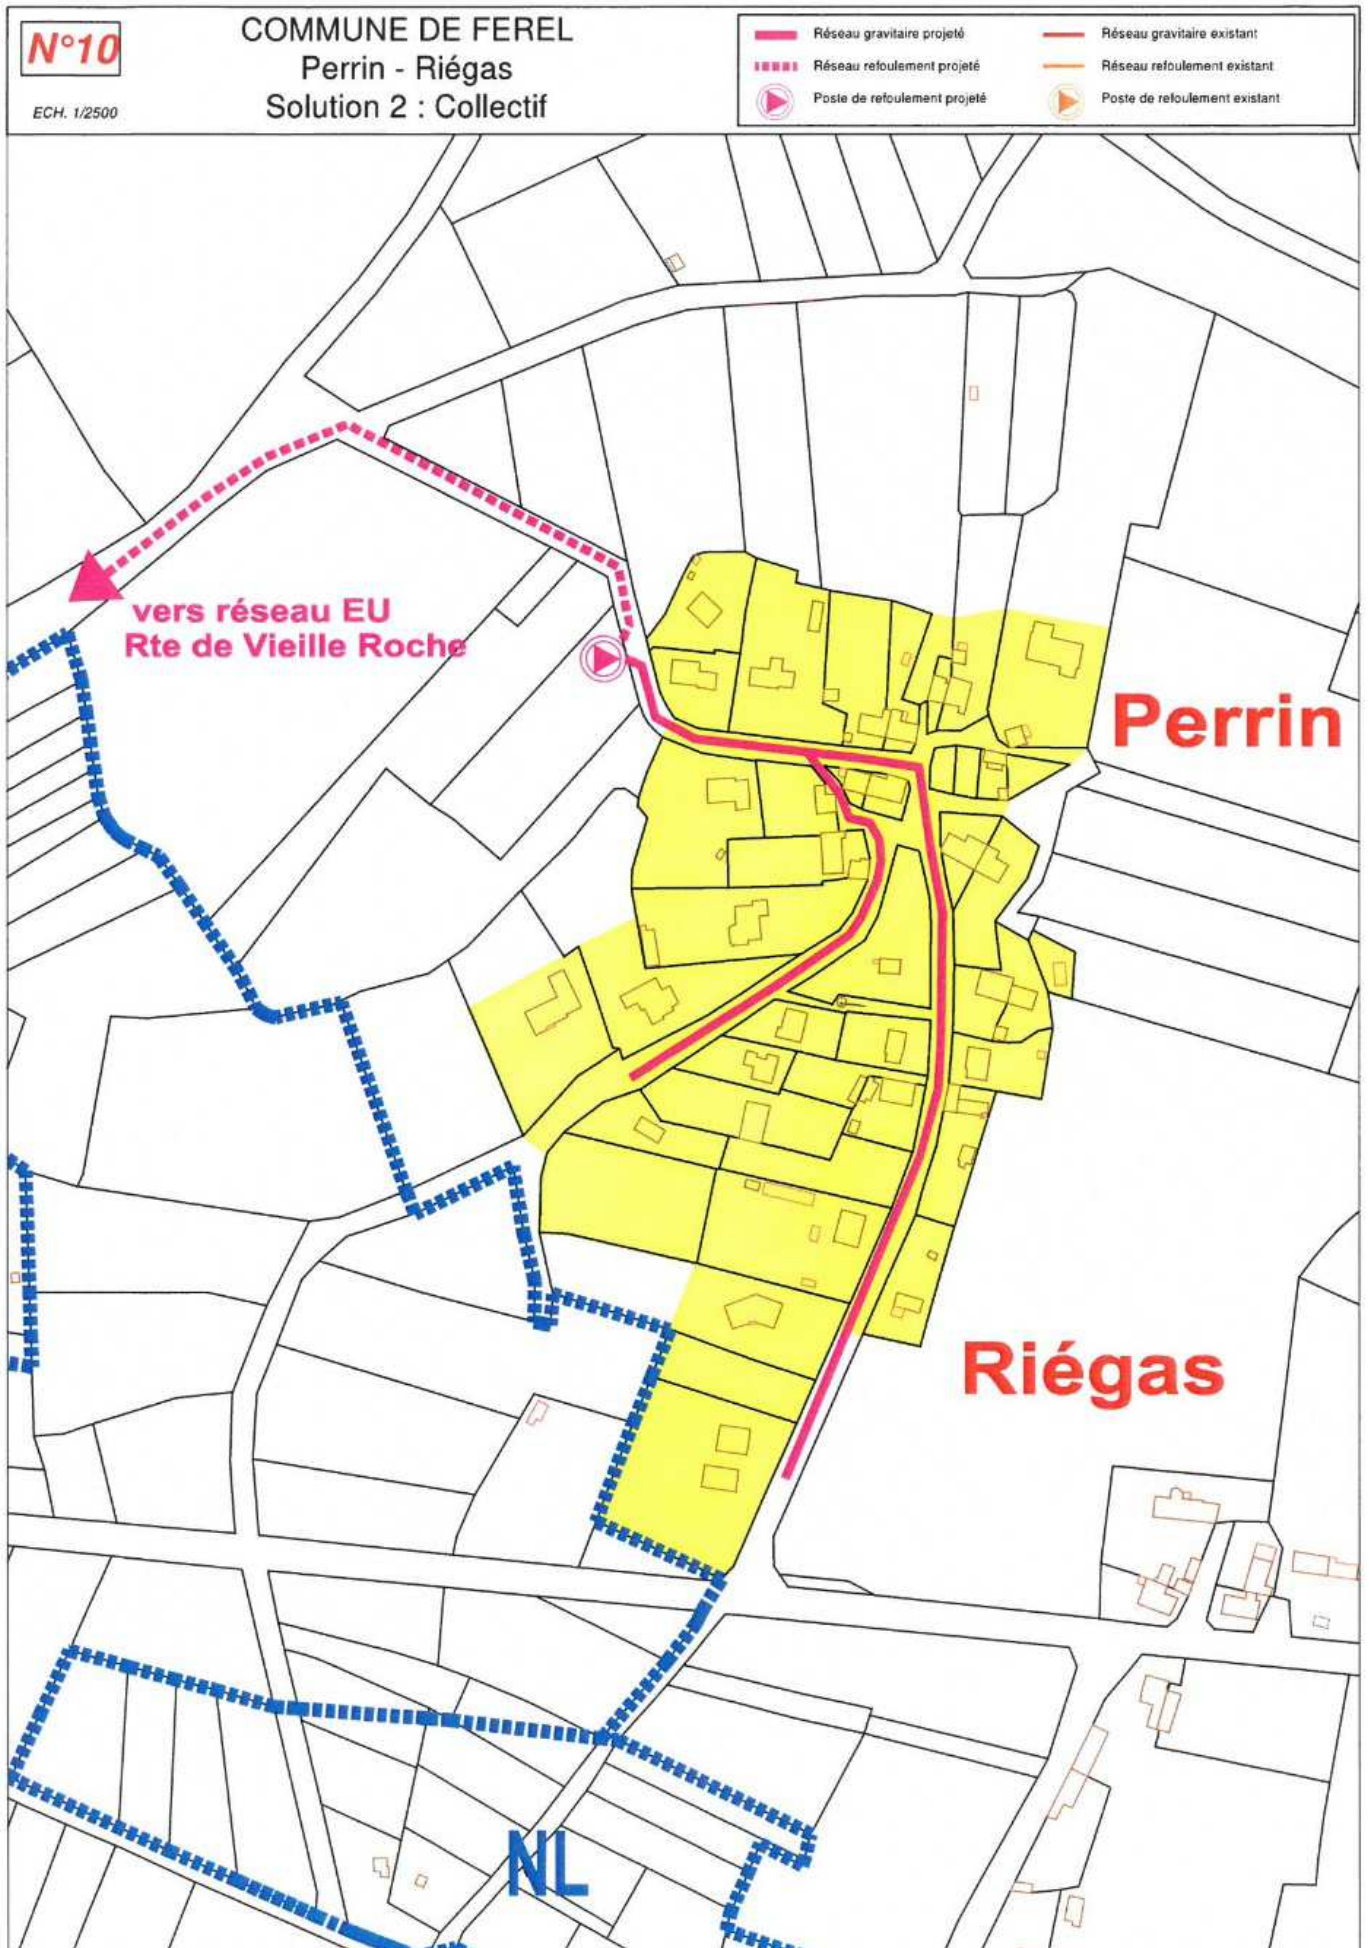 N°10
ECH. 1/2500
COMMUNE DE FEREL
Perrin - Riégas
Solution 2 : Collectif
Réseau gravitaire projeté
Réseau refoulement projeté
Poste de refoulement projeté
Réseau gravitaire existant
Réseau refoulement existant
Poste de refoulement existant
vers réseau EU
Rte de Vieille Roche
Perrin
Riégas
NL